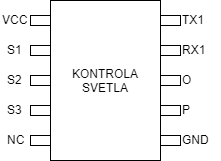 VCC
TX1
S1
RX1
KONTROLA
SVETLA
S2
O
S3
P
NC
GND